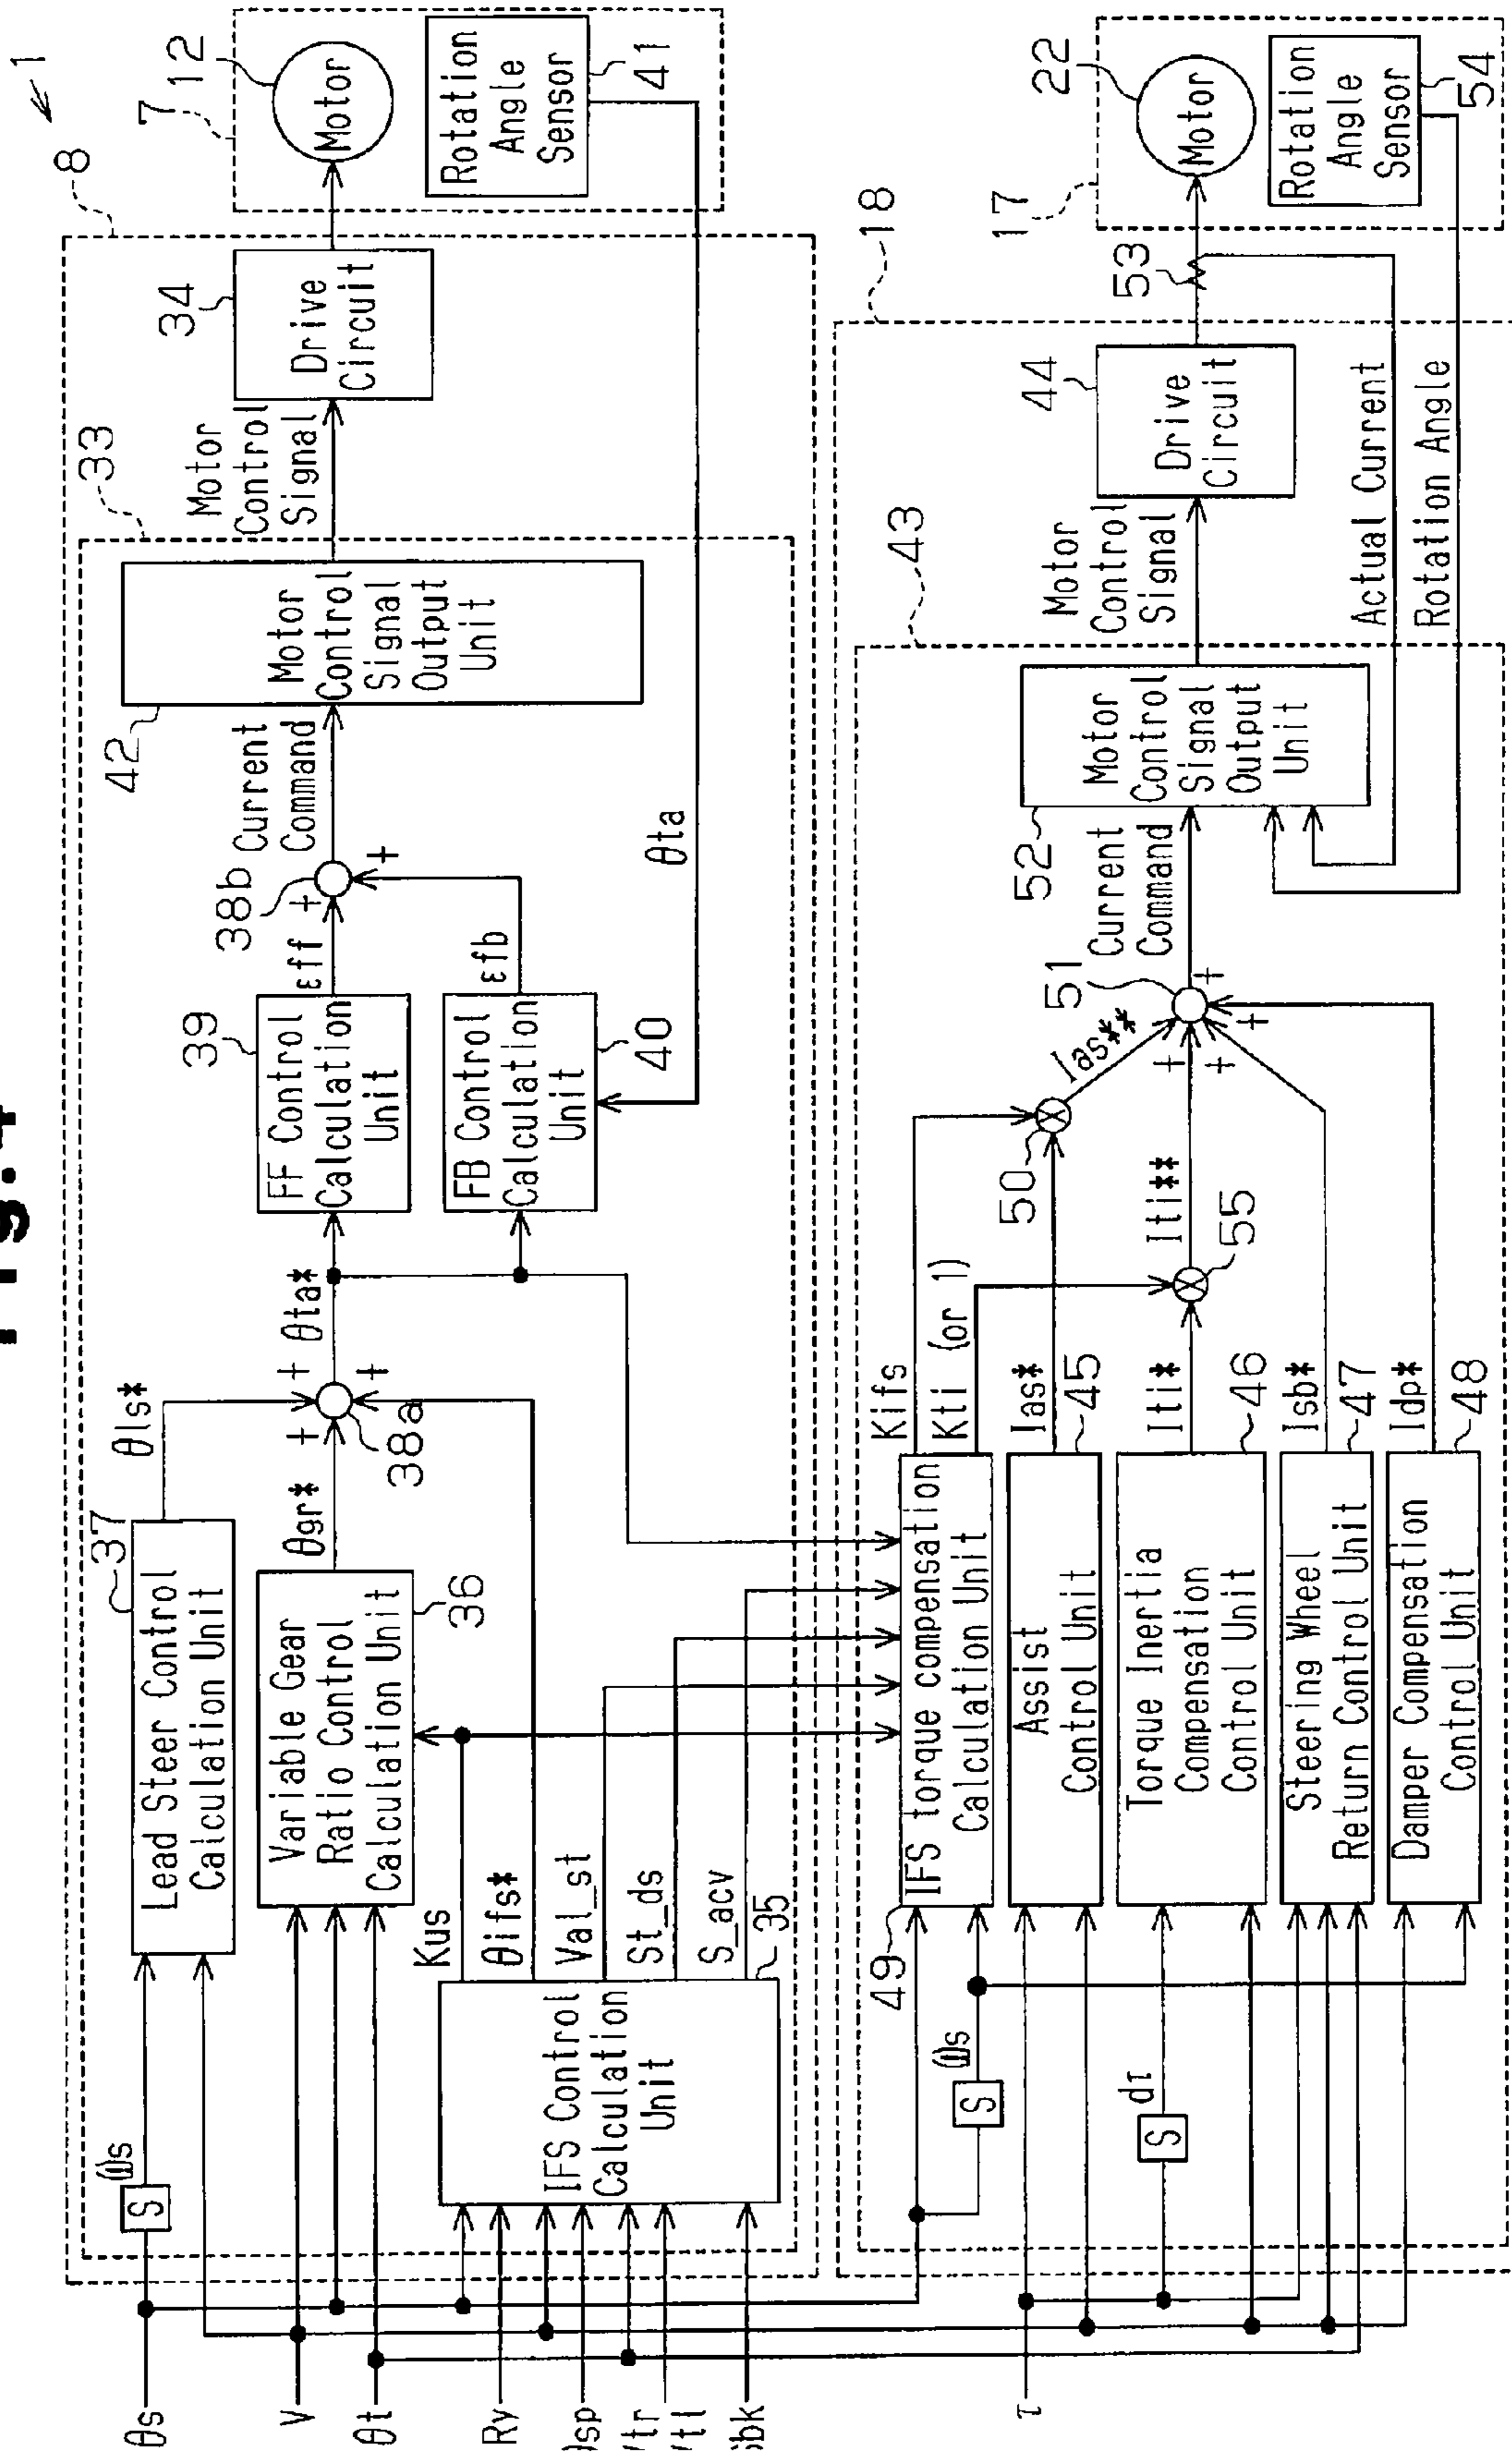 1
8
7
12
Motor
Rotation
Angle
Sensor
41
34
Drive
Circuit
33
Motor
Control
Signal
42
Motor
Control
Signal
Output
Unit
Current
Command
38b
+
+
εff
εfb
θta
39
FF Control
Calculation
Unit
FB Control
Calculation
Unit
40
θta*
θls*
+
+
+
38a
θgr*
37
Lead Steer Control
Calculation Unit
Variable Gear
Ratio Control
Calculation Unit
36
Kus
θifs*
Val_st
St_ds
S_acv
35
IFS Control
Calculation
Unit
S
ωs
θs
V
θt
Ry
18
17
22
Motor
Rotation
Angle
Sensor
54
53
44
Drive
Circuit
Actual Current
Rotation Angle
43
Motor
Control
Signal
52
Motor
Control
Signal
Output
Unit
Current
Command
51
+
+
+
+
Ias**
50
Iti**
55
Kifs
Kti (or 1)
Ias*
45
Iti*
46
Isb*
47
Idp*
48
49
IFS torque compensation
Calculation Unit
Assist
Control Unit
Torque Inertia
Compensation
Control Unit
Steering Wheel
Return Control Unit
Damper Compensation
Control Unit
S
ωs
S
dτ
τ